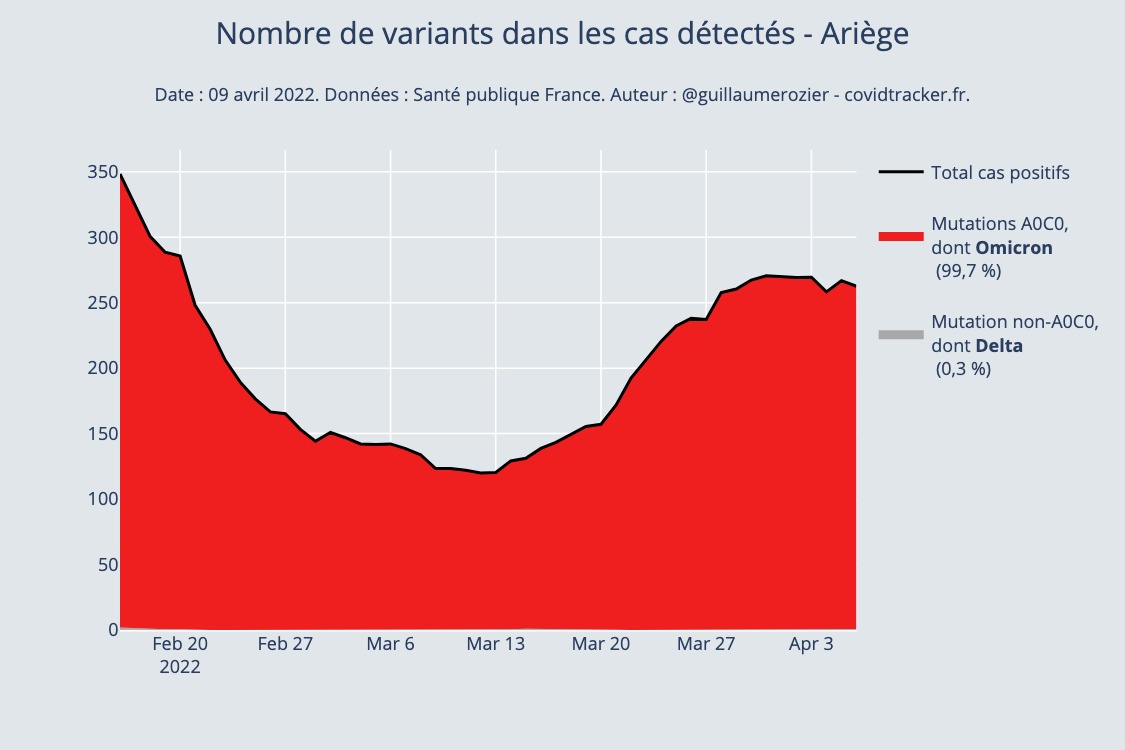 Nombre de variants dans les cas détectés - Ariège
Date : 09 avril 2022. Données : Santé publique France. Auteur : @guillaumerozier - covidtracker.fr.
350
300
250
200
150
100
50
0
Feb 20
2022
Feb 27
Mar 6
Mar 13
Mar 20
Mar 27
Apr 3
Total cas positifs
Mutations A0C0,
dont Omicron
(99,7 %)
Mutation non-A0C0,
dont Delta
(0,3 %)